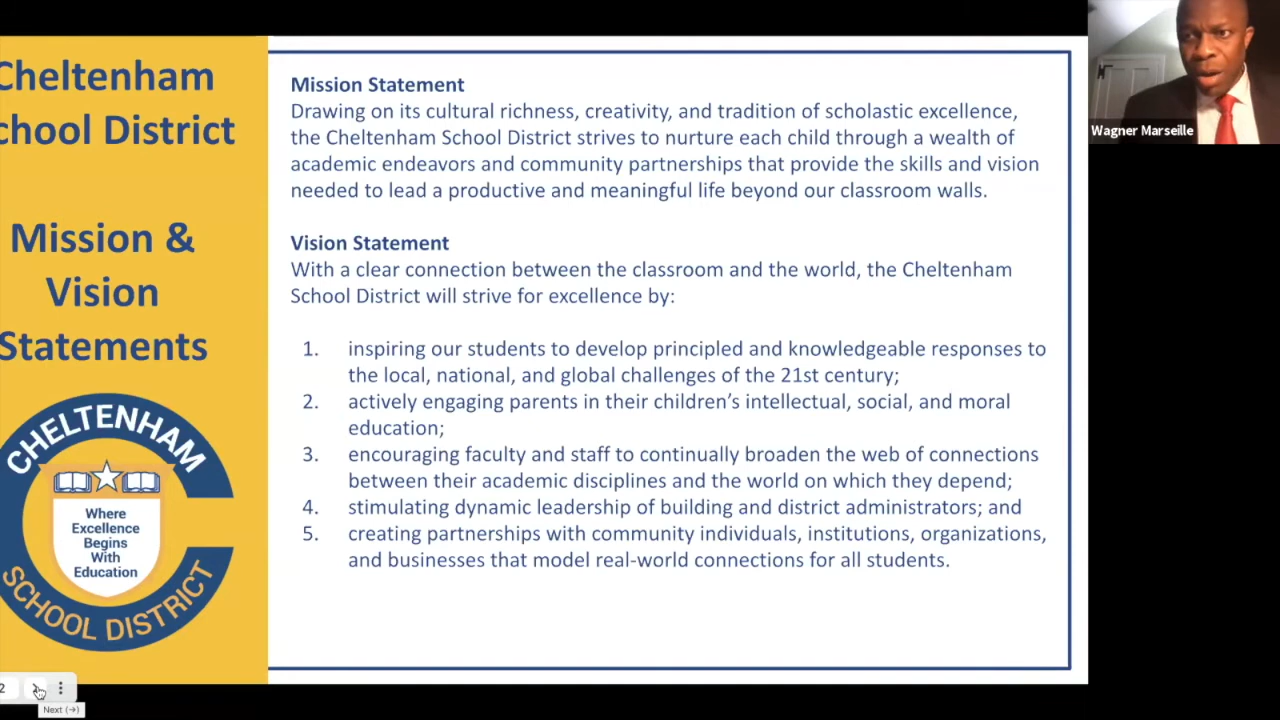 Cheltenham
School District
Mission &
Vision
Statements
CHELTENHAM
Where
Excellence
Begins
With
Education
SCHOOL DISTRICT
2
Next (→)
Mission Statement
Drawing on its cultural richness, creativity, and tradition of scholastic excellence,
the Cheltenham School District strives to nurture each child through a wealth of
academic endeavors and community partnerships that provide the skills and vision
needed to lead a productive and meaningful life beyond our classroom walls.
Vision Statement
With a clear connection between the classroom and the world, the Cheltenham
School District will strive for excellence by:
1. inspiring our students to develop principled and knowledgeable responses to
the local, national, and global challenges of the 21st century;
2. actively engaging parents in their children’s intellectual, social, and moral
education;
3. encouraging faculty and staff to continually broaden the web of connections
between their academic disciplines and the world on which they depend;
4. stimulating dynamic leadership of building and district administrators; and
5. creating partnerships with community individuals, institutions, organizations,
and businesses that model real-world connections for all students.
Wagner Marseille